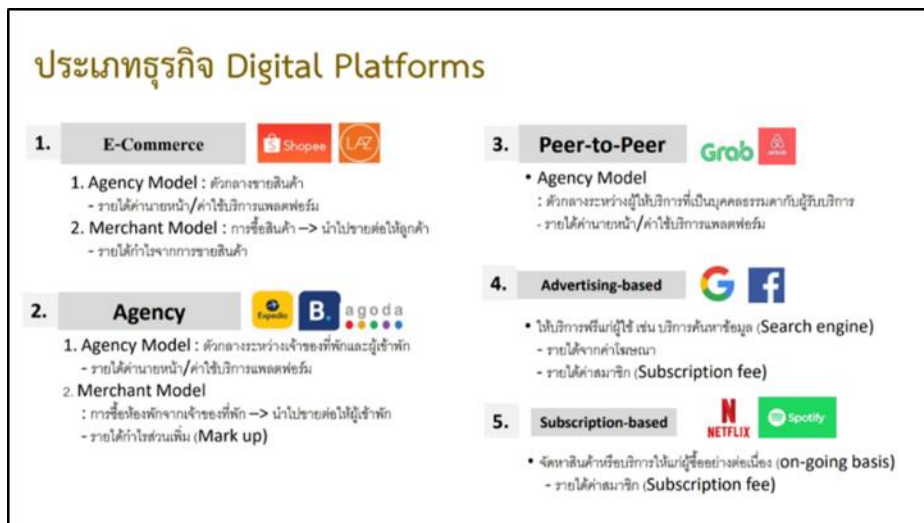 ประเภทธุรกิจ Digital Platforms
1. E-Commerce
Shopee
LAZ
1. Agency Model : ตัวกลางขายสินค้า
- รายได้ค่านายหน้า/ค่าใช้บริการแพลตฟอร์ม
2. Merchant Model : การซื้อสินค้า –> นำไปขายต่อให้ลูกค้า
- รายได้กำไรจากการขายสินค้า
2. Agency
Expedia
B.
agoda
1. Agency Model : ตัวกลางระหว่างเจ้าของที่พักและผู้เข้าพัก
- รายได้ค่านายหน้า/ค่าใช้บริการแพลตฟอร์ม
2. Merchant Model
: การซื้อห้องพักจากเจ้าของที่พัก –> นำไปขายต่อให้ผู้เข้าพัก
- รายได้กำไรส่วนเพิ่ม (Mark up)
3. Peer-to-Peer
Grab
airbnb
• Agency Model
: ตัวกลางระหว่างผู้ให้บริการที่เป็นบุคคลธรรมดากับผู้รับบริการ
- รายได้ค่านายหน้า/ค่าใช้บริการแพลตฟอร์ม
4. Advertising-based
G
f
• ให้บริการฟรีแก่ผู้ใช้ เช่น บริการค้นหาข้อมูล (Search engine)
- รายได้จากค่าโฆษณา
- รายได้ค่าสมาชิก (Subscription fee)
5. Subscription-based
N
NETFLIX
Spotify
• จัดหาสินค้าหรือบริการให้แก่ผู้ซื้ออย่างต่อเนื่อง (on-going basis)
- รายได้ค่าสมาชิก (Subscription fee)